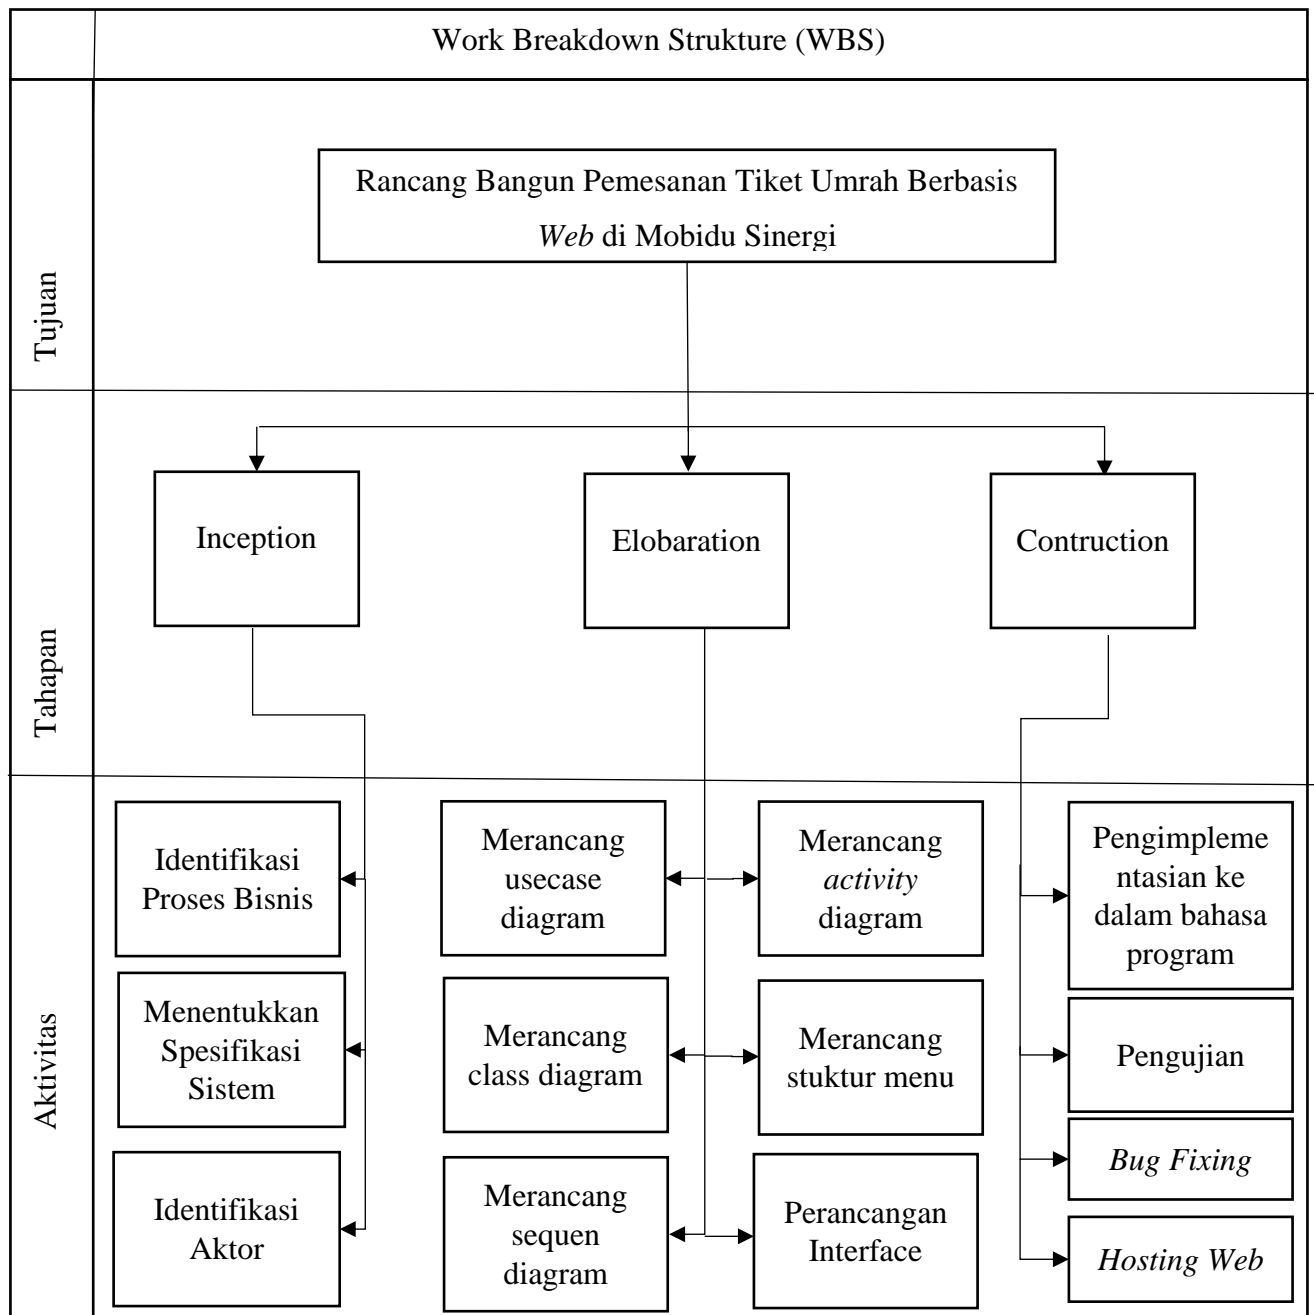 Work Breakdown Strukture (WBS)
Tujuan
Rancang Bangun Pemesanan Tiket Umrah Berbasis
Web di Mobidu Sinergi
Tahapan
Inception
Elobaration
Contruction
Aktivitas
Identifikasi
Proses Bisnis
Menentukkan
Spesifikasi
Sistem
Identifikasi
Aktor
Merancang
usecase
diagram
Merancang
class diagram
Merancang
sequen
diagram
Merancang
activity
diagram
Merancang
stuktur menu
Perancangan
Interface
Pengimpleme
ntasian ke
dalam bahasa
program
Pengujian
Bug Fixing
Hosting Web